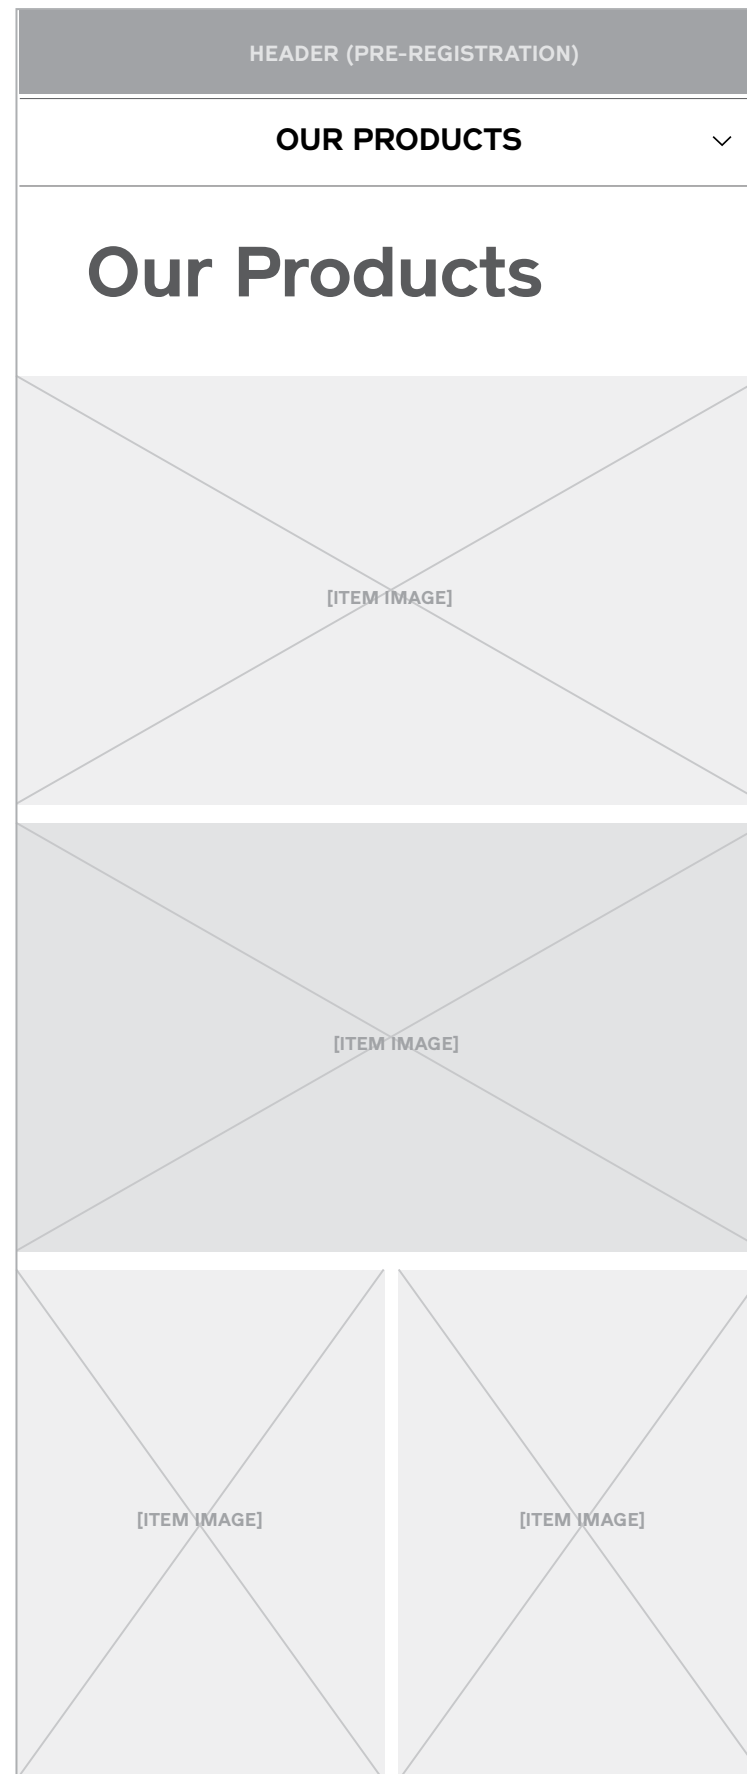 HEADER (PRE-REGISTRATION)
OUR PRODUCTS
Our Products
[ITEM IMAGE]
[ITEM IMAGE]
[ITEM IMAGE] [ITEM IMAGE]